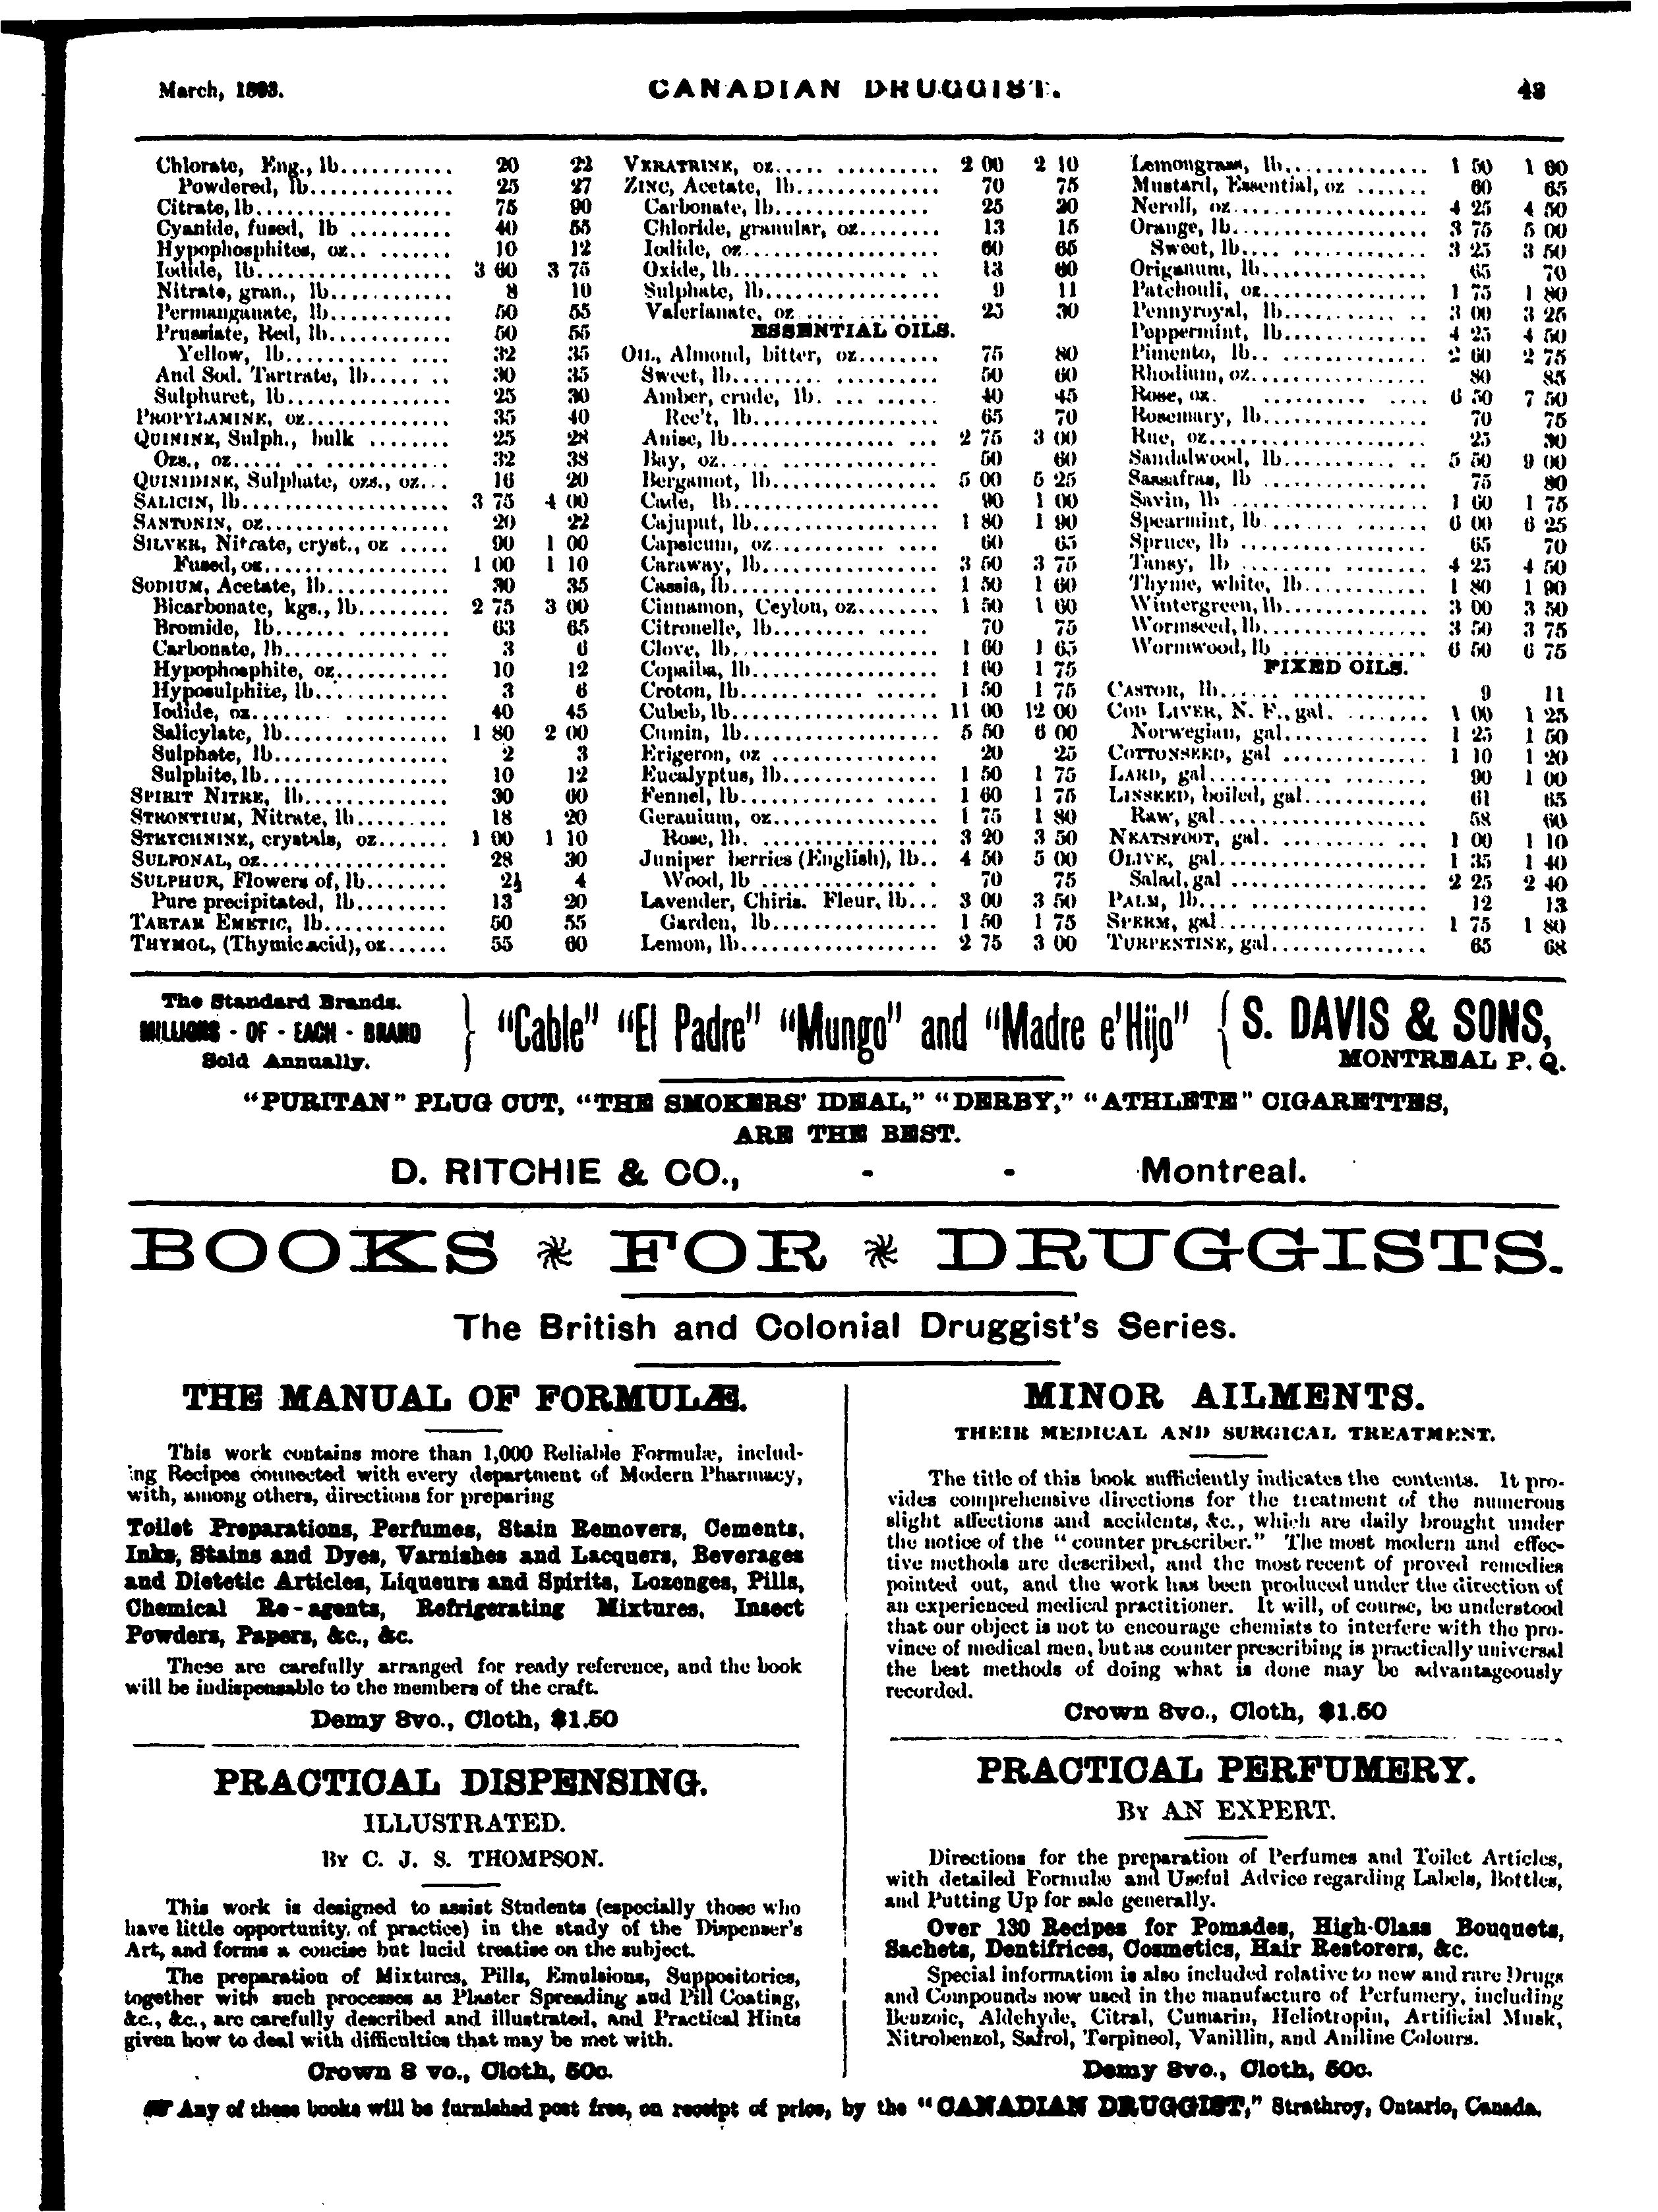 March, 1893.
CANADIAN DRUGGIST.
Chlorate, Eng., lb............ 20 22
Powdered, lb............. 25 27
Citrate, lb................... 75 90
Cyanide, fused, lb .......... 40 55
Hypophosphites, oz.. ....... 10 12
Iodide, lb.................... 3 60 3 75
Nitrate, gran., lb............. 8 10
Permanganate, lb............ 50 55
Prussiate, Red, lb............ 50 55
Yellow, lb............ .... 32 35
And Sod. Tartrate, lb..... .. 30 35
Sulphuret, lb................ 25 30
PROPYLAMINE, oz.............. 35 40
QUININE, Sulph., bulk ........ 25 28
Ozs., oz..... .. ............ 32 38
QUINIDINE, Sulphate, ozs., oz... 16 20
SALICIN, lb..................... 3 75 4 00
SANTONIN, oz.................. 20 22
SILVER, Nitrate, cryst., oz ..... 90 1 00
Fused, oz.................. 1 00 1 10
SODIUM, Acetate, lb............ 30 35
Bicarbonate, kgs., lb......... 2 75 3 00
Bromide, lb....... ......... 63 65
Carbonate, lb............. .. 3 6
Hypophosphite, oz........... 10 12
Hyposulphite, lb............. 3 6
Iodide, oz........ .......... 40 45
Salicylate, lb................ 1 80 2 00
Sulphate, lb................. 2 3
Sulphite, lb.................. 10 12
SPIRIT NITRE, lb............... 30 60
STRONTIUM, Nitrate, lb......... 18 20
STRYCHNINE, crystals, oz....... 1 00 1 10
SULFONAL, oz.................. 28 30
SULPHUR, Flowers of, lb........ 2½ 4
Pure precipitated, lb......... 13 20
TARTAR EMETIC, lb............ 50 55
THYMOL, (Thymic acid), oz...... 55 60
VERATRINE, oz..... .......... 2 00 2 10
ZINC, Acetate, lb.............. 70 75
Carbonate, lb............... 25 30
Chloride, granular, oz........ 13 15
Iodide, oz................... 60 65
Oxide, lb................. .. 13 60
Sulphate, lb................. 9 11
Valerianate, oz .... ......... 25 30
ESSENTIAL OILS.
OIL, Almond, bitter, oz........ 75 80
Sweet, lb......... .......... 50 60
Amber, crude, lb. .......... 40 45
Rec't, lb.................. 65 70
Anise, lb................ ... 2 75 3 00
Bay, oz..... ............... 50 60
Bergamot, lb................ 5 00 5 25
Cade, lb................... 90 1 00
Cajuput, lb.................. 1 80 1 90
Capsicum, oz........... .... 60 65
Caraway, lb................. 3 50 3 75
Cassia, lb.................... 1 50 1 60
Cinnamon, Ceylon, oz........ 1 50 1 60
Citronelle, lb.......... ..... 70 75
Clove, lb.................... 1 60 1 65
Copaiba, lb.................. 1 60 1 75
Croton, lb............ ....... 1 50 1 75
Cubeb, lb.................... 11 00 12 00
Cumin, lb................... 5 50 6 00
Erigeron, oz ................ 20 25
Eucalyptus, lb............... 1 50 1 75
Fennel, lb................... 1 60 1 75
Geranium, oz................ 1 75 1 80
Rose, lb. ................. 3 20 3 50
Juniper berries (English), lb.. 4 50 5 00
Wood, lb ............... . 70 75
Lavender, Chiris. Fleur, lb... 3 00 3 50
Garden, lb................ 1 50 1 75
Lemon, lb................... 2 75 3 00
Lemongrass, lb.............. 1 50 1 60
Mustard, Essential, oz ....... 60 65
Neroli, oz................... 4 25 4 50
Orange, lb................... 3 75 5 00
Sweet, lb.... ............. 3 25 3 50
Origanum, lb................ 65 70
Patchouli, oz................ 1 75 1 80
Pennyroyal, lb........... .. 3 00 3 25
Peppermint, lb.............. 4 25 4 50
Pimento, lb.. .............. 2 60 2 75
Rhodium, oz................. 80 85
Rose, oz. .......... .... 6 50 7 50
Rosemary, lb................ 70 75
Rue, oz..................... 25 30
Sandalwood, lb........... .. 5 50 9 00
Sassafras, lb ................ 75 80
Savin, lb ................... 1 60 1 75
Spearmint, lb ............... 6 00 6 25
Spruce, lb .................. 65 70
Tansy, lb .......... ........ 4 25 4 50
Thyme, white, lb............ 1 80 1 90
Wintergreen, lb.............. 3 00 3 50
Wormseed, lb................ 3 50 3 75
Wormwood, lb .............. 6 50 6 75
FIXED OILS.
CASTOR, lb..... ............. 9 11
COD LIVER, N. F., gal. ........ 1 00 1 25
Norwegian, gal.............. 1 25 1 50
COTTONSEED, gal .............. 1 10 1 20
LARD, gal........... ........ 90 1 00
LINSEED, boiled, gal............ 61 65
Raw, gal.................... 58 60
NEATSFOOT, gal. .............. 1 00 1 10
OLIVE, gal.................... 1 35 1 40
Salad, gal ................... 2 25 2 40
PALM, lb...................... 12 13
SPERM, gal.................... 1 75 1 80
TURPENTINE, gal............... 65 68
The Standard Brands.
MILLIONS - OF - EACH - BRAND
Sold Annually.
"Cable" "El Padre" "Mungo" and "Madre e'Hijo"
S. DAVIS & SONS,
MONTREAL P. Q.
"PURITAN" PLUG CUT, "THE SMOKERS' IDEAL," "DERBY," "ATHLETE" CIGARETTES,
ARE THE BEST.
D. RITCHIE & CO., - - Montreal.
BOOKS * FOR * DRUGGISTS.
The British and Colonial Druggist's Series.
THE MANUAL OF FORMULÆ.
This work contains more than 1,000 Reliable Formulæ, includ-
ing Recipes connected with every department of Modern Pharmacy,
with, among others, directions for preparing
Toilet Preparations, Perfumes, Stain Removers, Cements,
Inks, Stains and Dyes, Varnishes and Lacquers, Beverages
and Dietetic Articles, Liqueurs and Spirits, Lozenges, Pills,
Chemical Re-agents, Refrigerating Mixtures, Insect
Powders, Papers, &c., &c.
These are carefully arranged for ready reference, and the book
will be indispensable to the members of the craft.
Demy 8vo., Cloth, $1.50
PRACTICAL DISPENSING.
ILLUSTRATED.
BY C. J. S. THOMPSON.
This work is designed to assist Students (especially those who
have little opportunity, of practice) in the study of the Dispenser's
Art, and forms a concise but lucid treatise on the subject.
The preparation of Mixtures, Pills, Emulsions, Suppositories,
together with such processes as Plaster Spreading and Pill Coating,
&c., &c., are carefully described and illustrated, and Practical Hints
given how to deal with difficulties that may be met with.
Crown 8 vo., Cloth, 50c.
MINOR AILMENTS.
THEIR MEDICAL AND SURGICAL TREATMENT.
The title of this book sufficiently indicates the contents. It pro-
vides comprehensive directions for the treatment of the numerous
slight affections and accidents, &c., which are daily brought under
the notice of the "counter prescriber." The most modern and effec-
tive methods are described, and the most recent of proved remedies
pointed out, and the work has been produced under the direction of
an experienced medical practitioner. It will, of course, be understood
that our object is not to encourage chemists to interfere with the pro-
vince of medical men, but as counter prescribing is practically universal
the best methods of doing what is done may be advantageously
recorded.
Crown 8vo., Cloth, $1.50
PRACTICAL PERFUMERY.
BY AN EXPERT.
Directions for the preparation of Perfumes and Toilet Articles,
with detailed Formulæ and Useful Advice regarding Labels, Bottles,
and Putting Up for sale generally.
Over 130 Recipes for Pomades, High-Class Bouquets,
Sachets, Dentifrices, Cosmetics, Hair Restorers, &c.
Special information is also included relative to new and rare Drugs
and Compounds now used in the manufacture of Perfumery, including
Benzoic, Aldehyde, Citral, Cumarin, Heliotropin, Artificial Musk,
Nitrobenzol, Safrol, Terpineol, Vanillin, and Aniline Colours.
Demy 8vo., Cloth, 50c.
Any of these books will be furnished post free, on receipt of price, by the "CANADIAN DRUGGIST," Strathroy, Ontario, Canada.